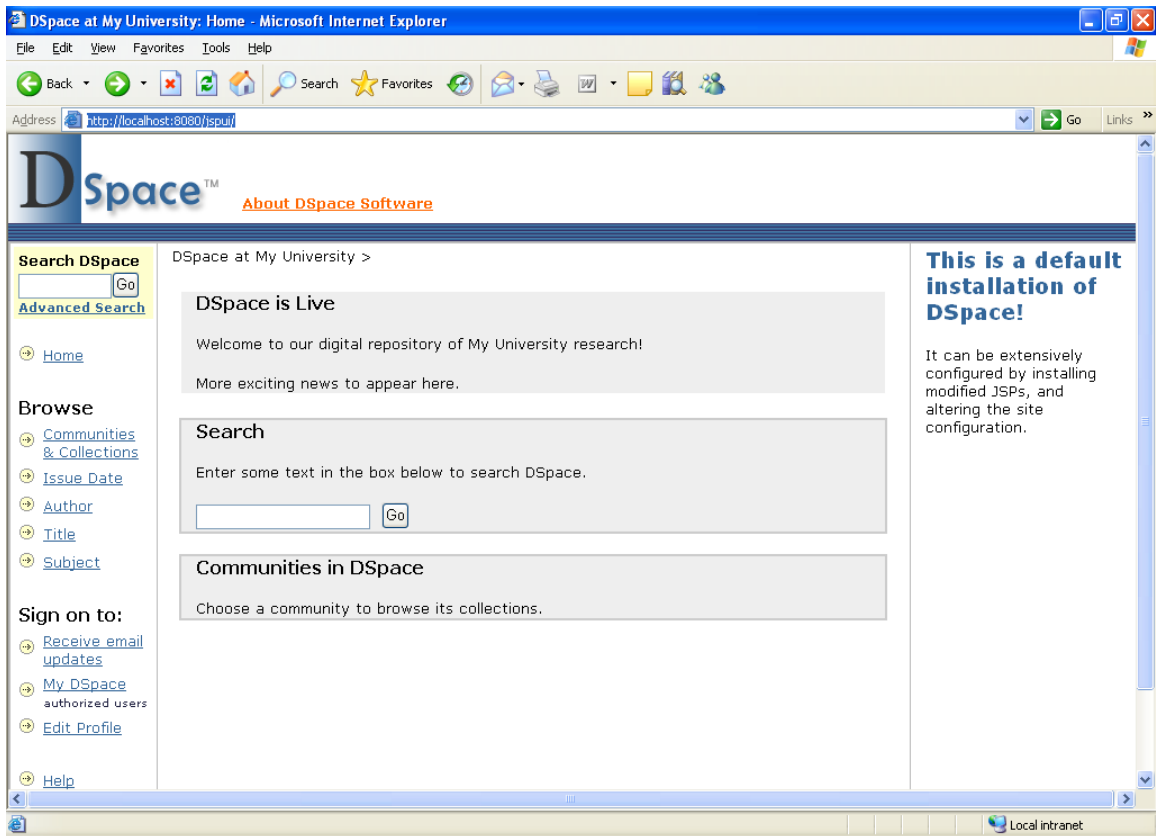 DSpace at My University: Home - Microsoft Internet Explorer
File Edit View Favorites Tools Help
Back Search Favorites
Address http://localhost:8080/jspui/ Go Links »
DSpace™ About DSpace Software
Search DSpace
Go
Advanced Search
Home
Browse
Communities
& Collections
Issue Date
Author
Title
Subject
Sign on to:
Receive email
updates
My DSpace
authorized users
Edit Profile
Help
DSpace at My University >
DSpace is Live
Welcome to our digital repository of My University research!
More exciting news to appear here.
Search
Enter some text in the box below to search DSpace.
Go
Communities in DSpace
Choose a community to browse its collections.
This is a default
installation of
DSpace!
It can be extensively
configured by installing
modified JSPs, and
altering the site
configuration.
Local intranet